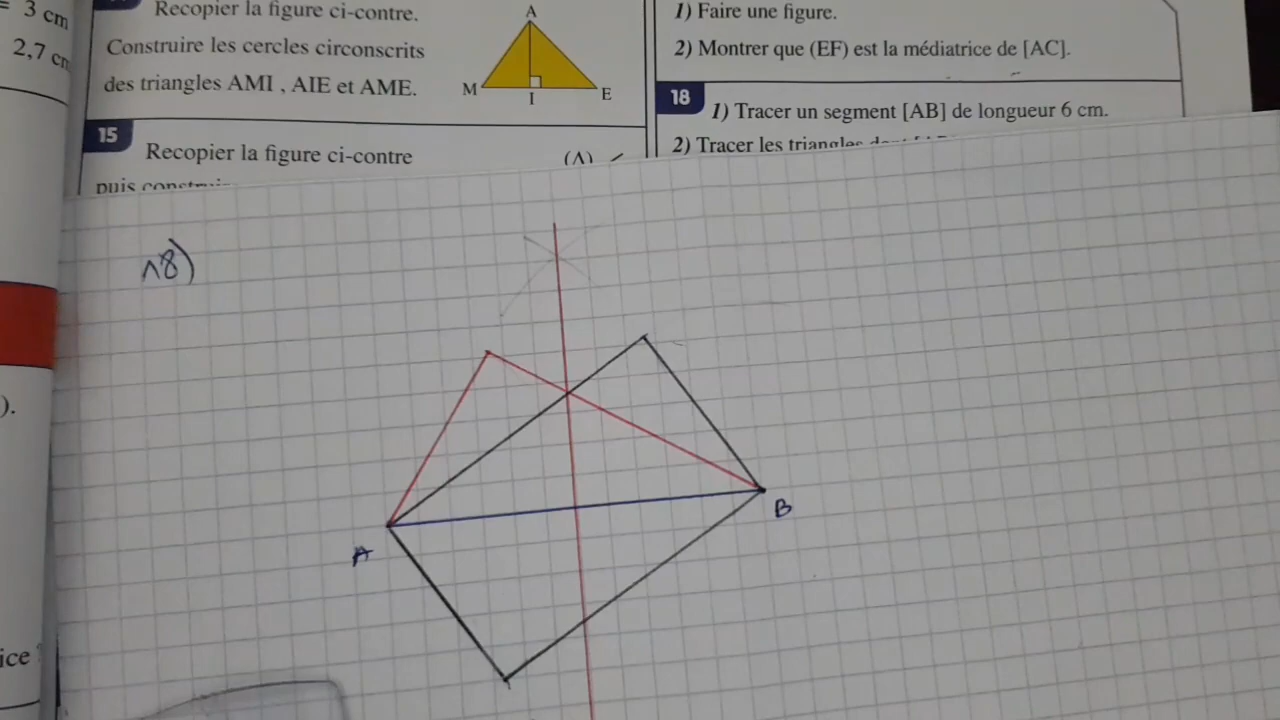 = 3 cm
2,7 cm
Recopier la figure ci-contre.
Construire les cercles circonscrits
des triangles AMI , AIE et AME.
A
M
I
E
15
Recopier la figure ci-contre
puis
(Δ)
1) Faire une figure.
2) Montrer que (EF) est la médiatrice de [AC].
18
1) Tracer un segment [AB] de longueur 6 cm.
2) Tracer les triangles
).
18)
A
B